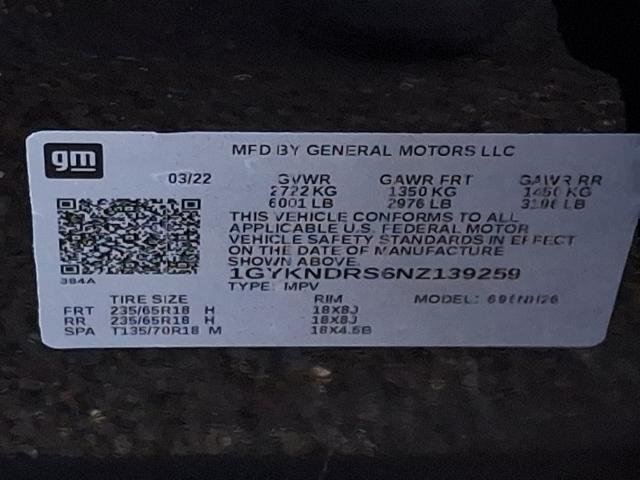 gm
MFD BY GENERAL MOTORS LLC
03/22 GVWR GAWR FRT GAWR RR
2722 KG 1350 KG 1450 KG
6001 LB 2976 LB 3196 LB
THIS VEHICLE CONFORMS TO ALL
APPLICABLE U.S. FEDERAL MOTOR
VEHICLE SAFETY STANDARDS IN EFFECT
ON THE DATE OF MANUFACTURE
SHOWN ABOVE.
1GYKNDRS6NZ139259
384A
TYPE: MPV
TIRE SIZE RIM MODEL:
FRT 235/65R18 H 18X8J
RR 235/65R18 H 18X8J
SPA T135/70R18 M 18X4.5B